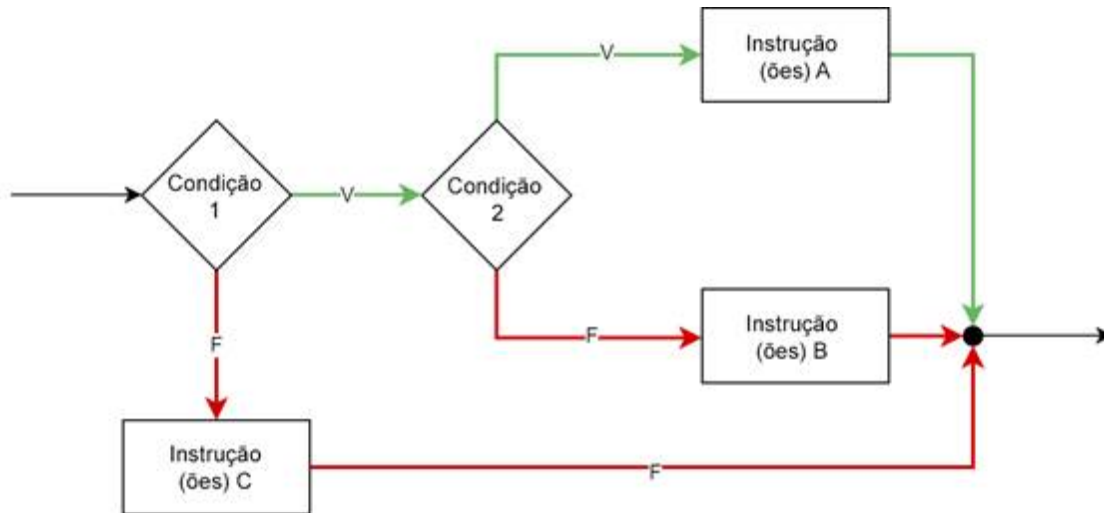 V
Instrução
(ões) A
Condição
1
V
Condição
2
F
F
Instrução
(ões) B
Instrução
(ões) C
F